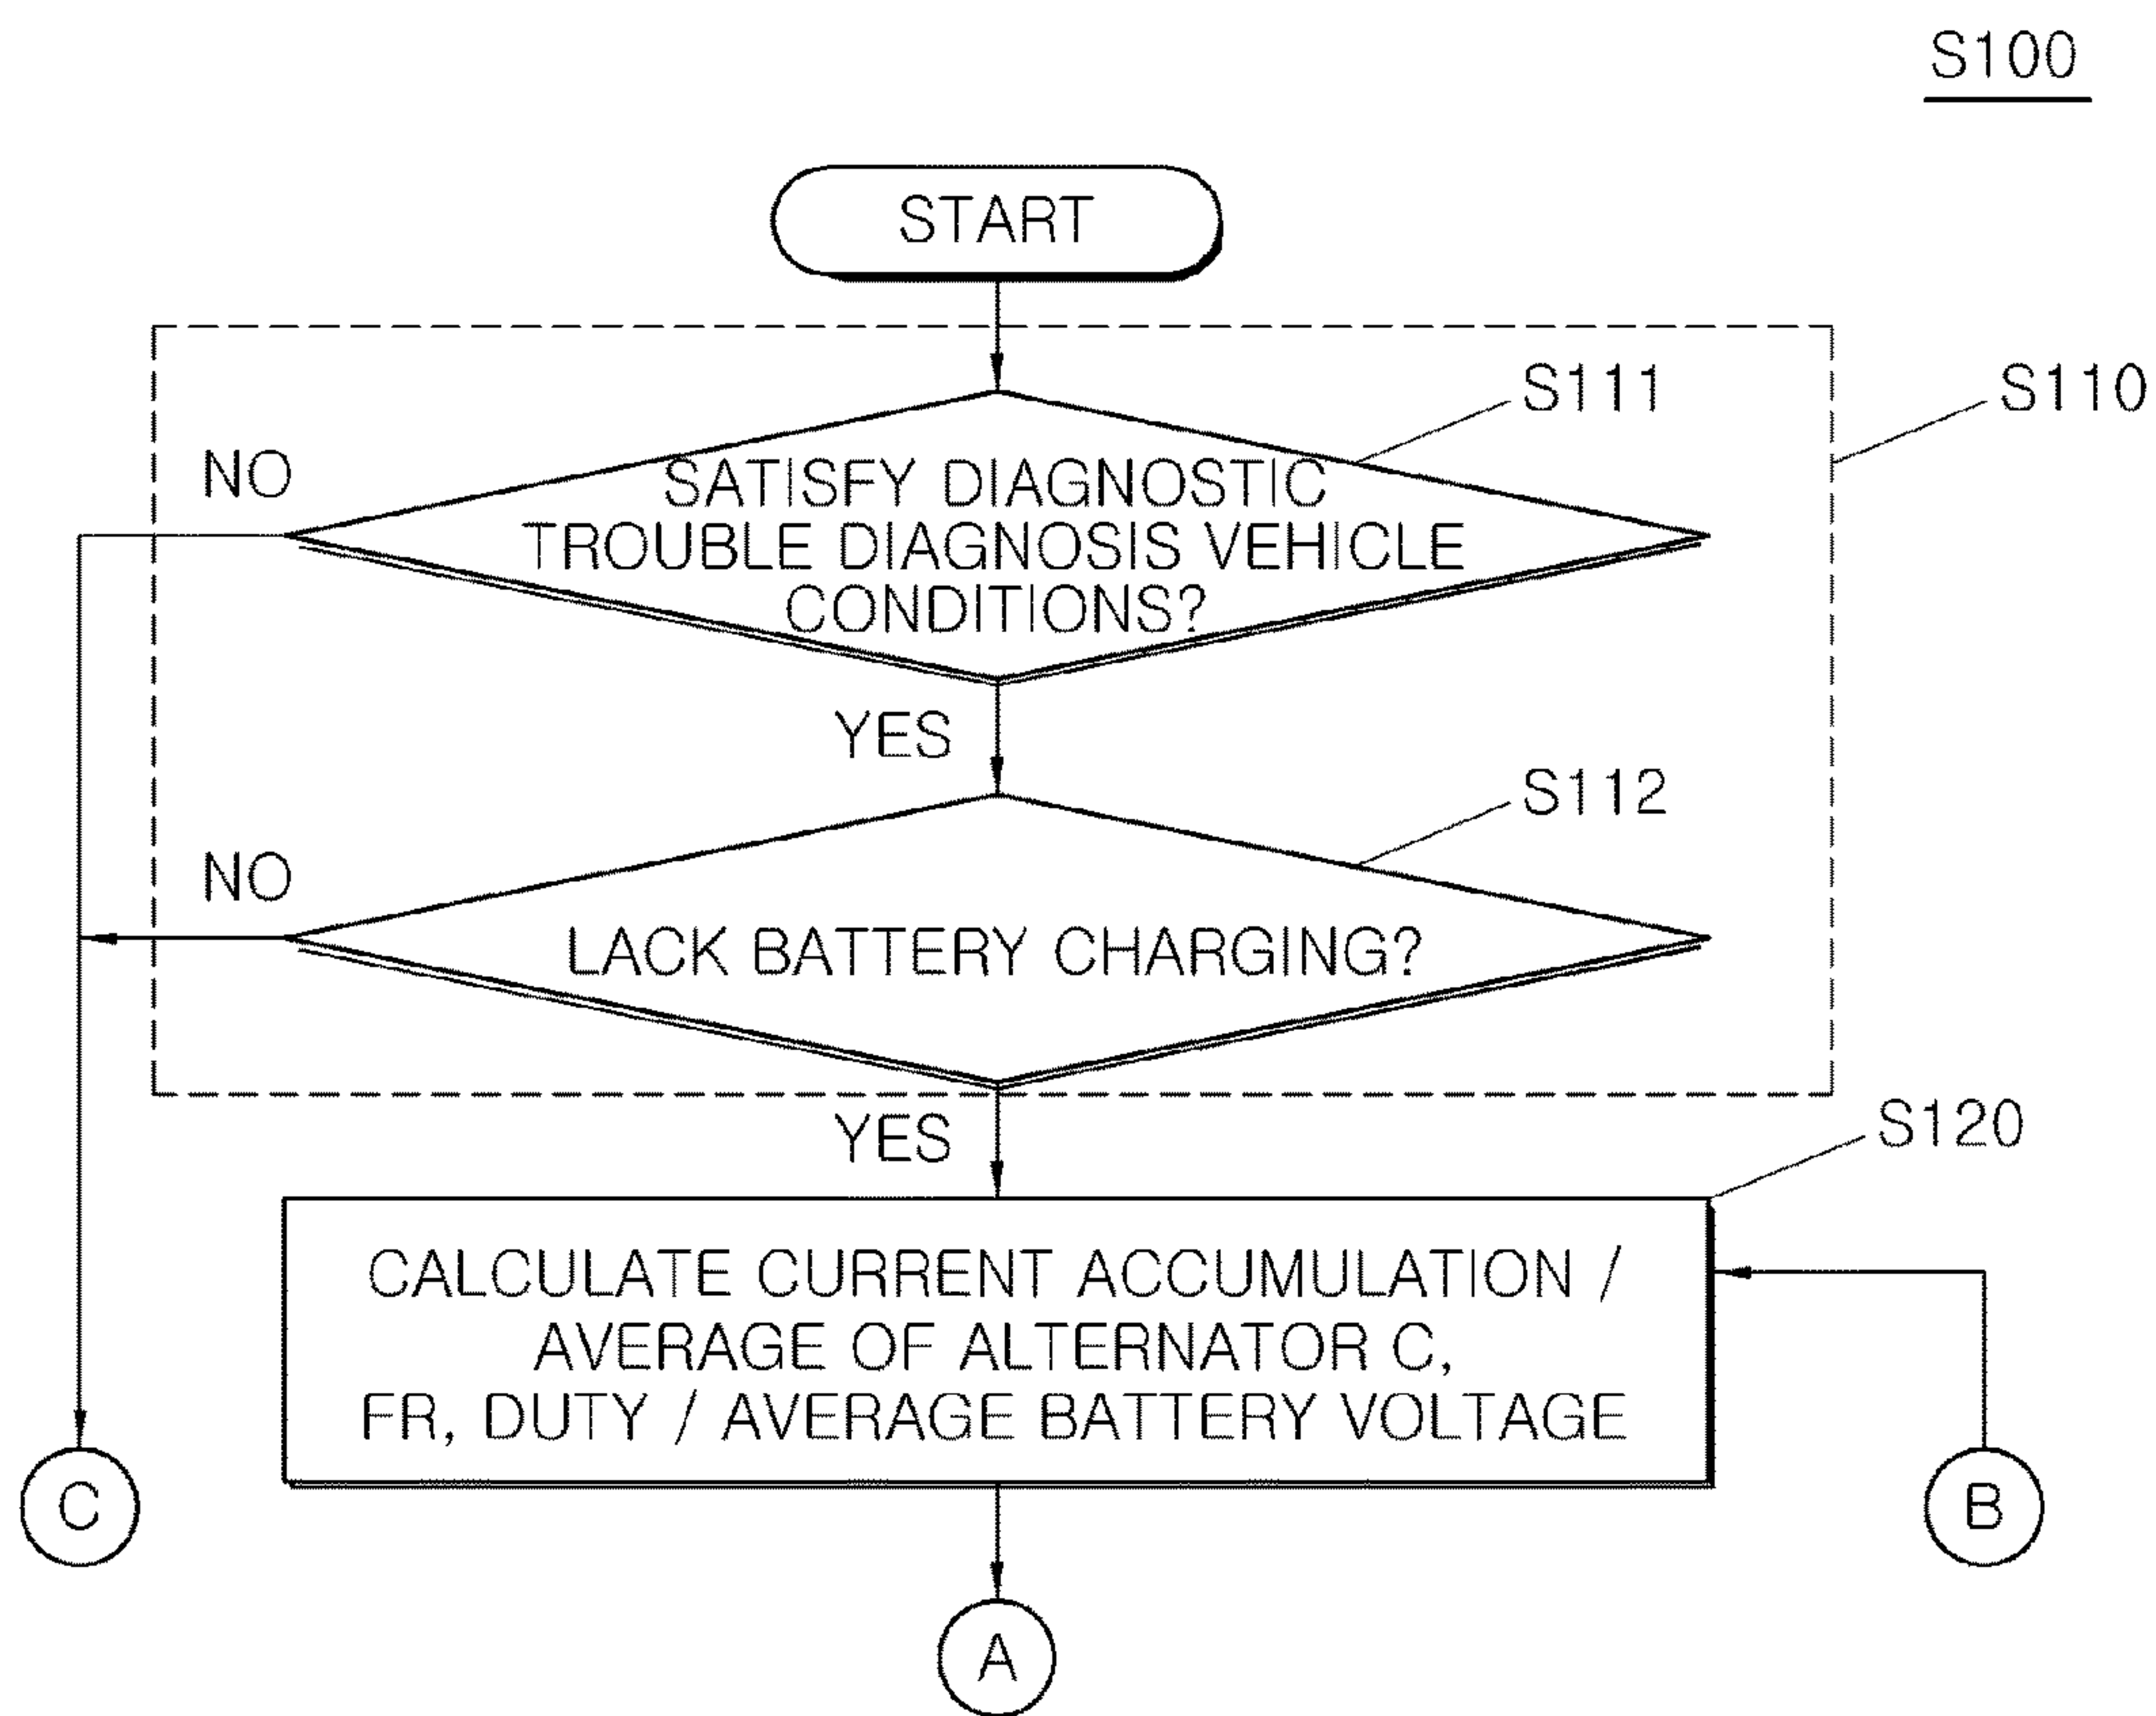 S100
START
S111
S110
NO
SATISFY DIAGNOSTIC
TROUBLE DIAGNOSIS VEHICLE
CONDITIONS?
YES
S112
NO
LACK BATTERY CHARGING?
YES
S120
CALCULATE CURRENT ACCUMULATION /
AVERAGE OF ALTERNATOR C,
FR, DUTY / AVERAGE BATTERY VOLTAGE
C
B
A